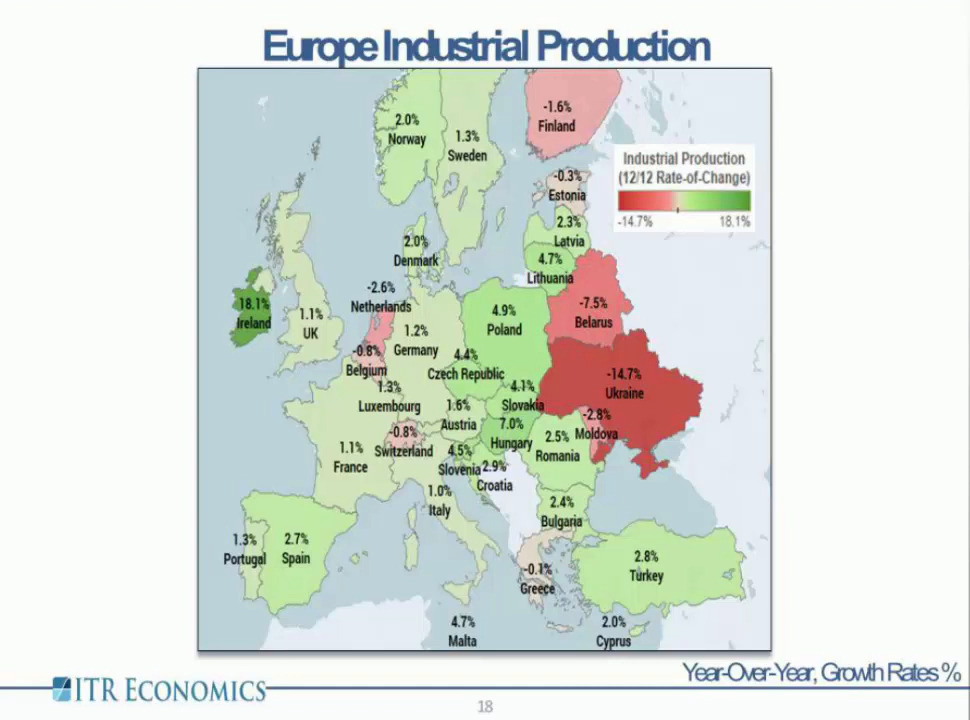 Europe Industrial Production
-1.6%
Finland
2.0%
Norway
1.3%
Sweden
Industrial Production
(12/12 Rate-of-Change)
-14.7% 18.1%
-0.3%
Estonia
2.3%
Latvia
2.0%
Denmark
4.7%
Lithuania
-2.6%
Netherlands
18.1%
Ireland
1.1%
UK
4.9%
Poland
-7.5%
Belarus
1.2%
Germany
-0.8%
Belgium
4.4%
Czech Republic
-14.7%
Ukraine
1.3%
Luxembourg
4.1%
Slovakia
1.6%
Austria
-2.8%
Moldova
-0.8%
Switzerland
7.0%
Hungary
2.5%
Romania
1.1%
France
4.5%
Slovenia
2.9%
Croatia
1.0%
Italy
2.4%
Bulgaria
1.3%
Portugal
2.7%
Spain
-0.1%
Greece
2.8%
Turkey
4.7%
Malta
2.0%
Cyprus
Year-Over-Year, Growth Rates %
ITR ECONOMICS
18